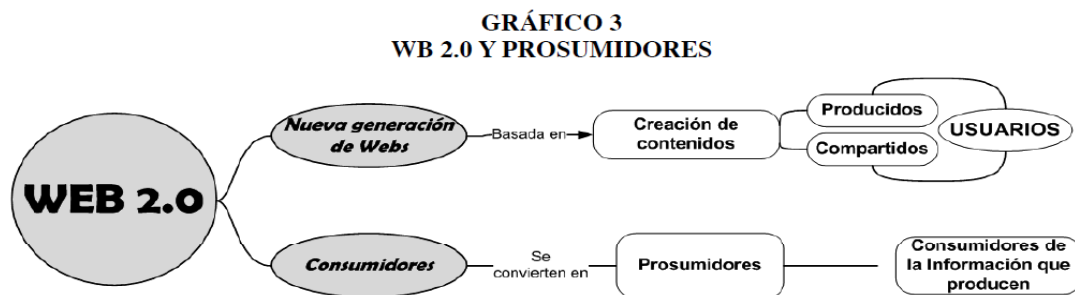 GRÁFICO 3
WB 2.0 Y PROSUMIDORES
WEB 2.0
Nueva generación
de Webs
Basada en
Creación de
contenidos
Producidos
Compartidos
USUARIOS
Consumidores
Se
convierten en
Prosumidores
Consumidores de
la Información que
producen